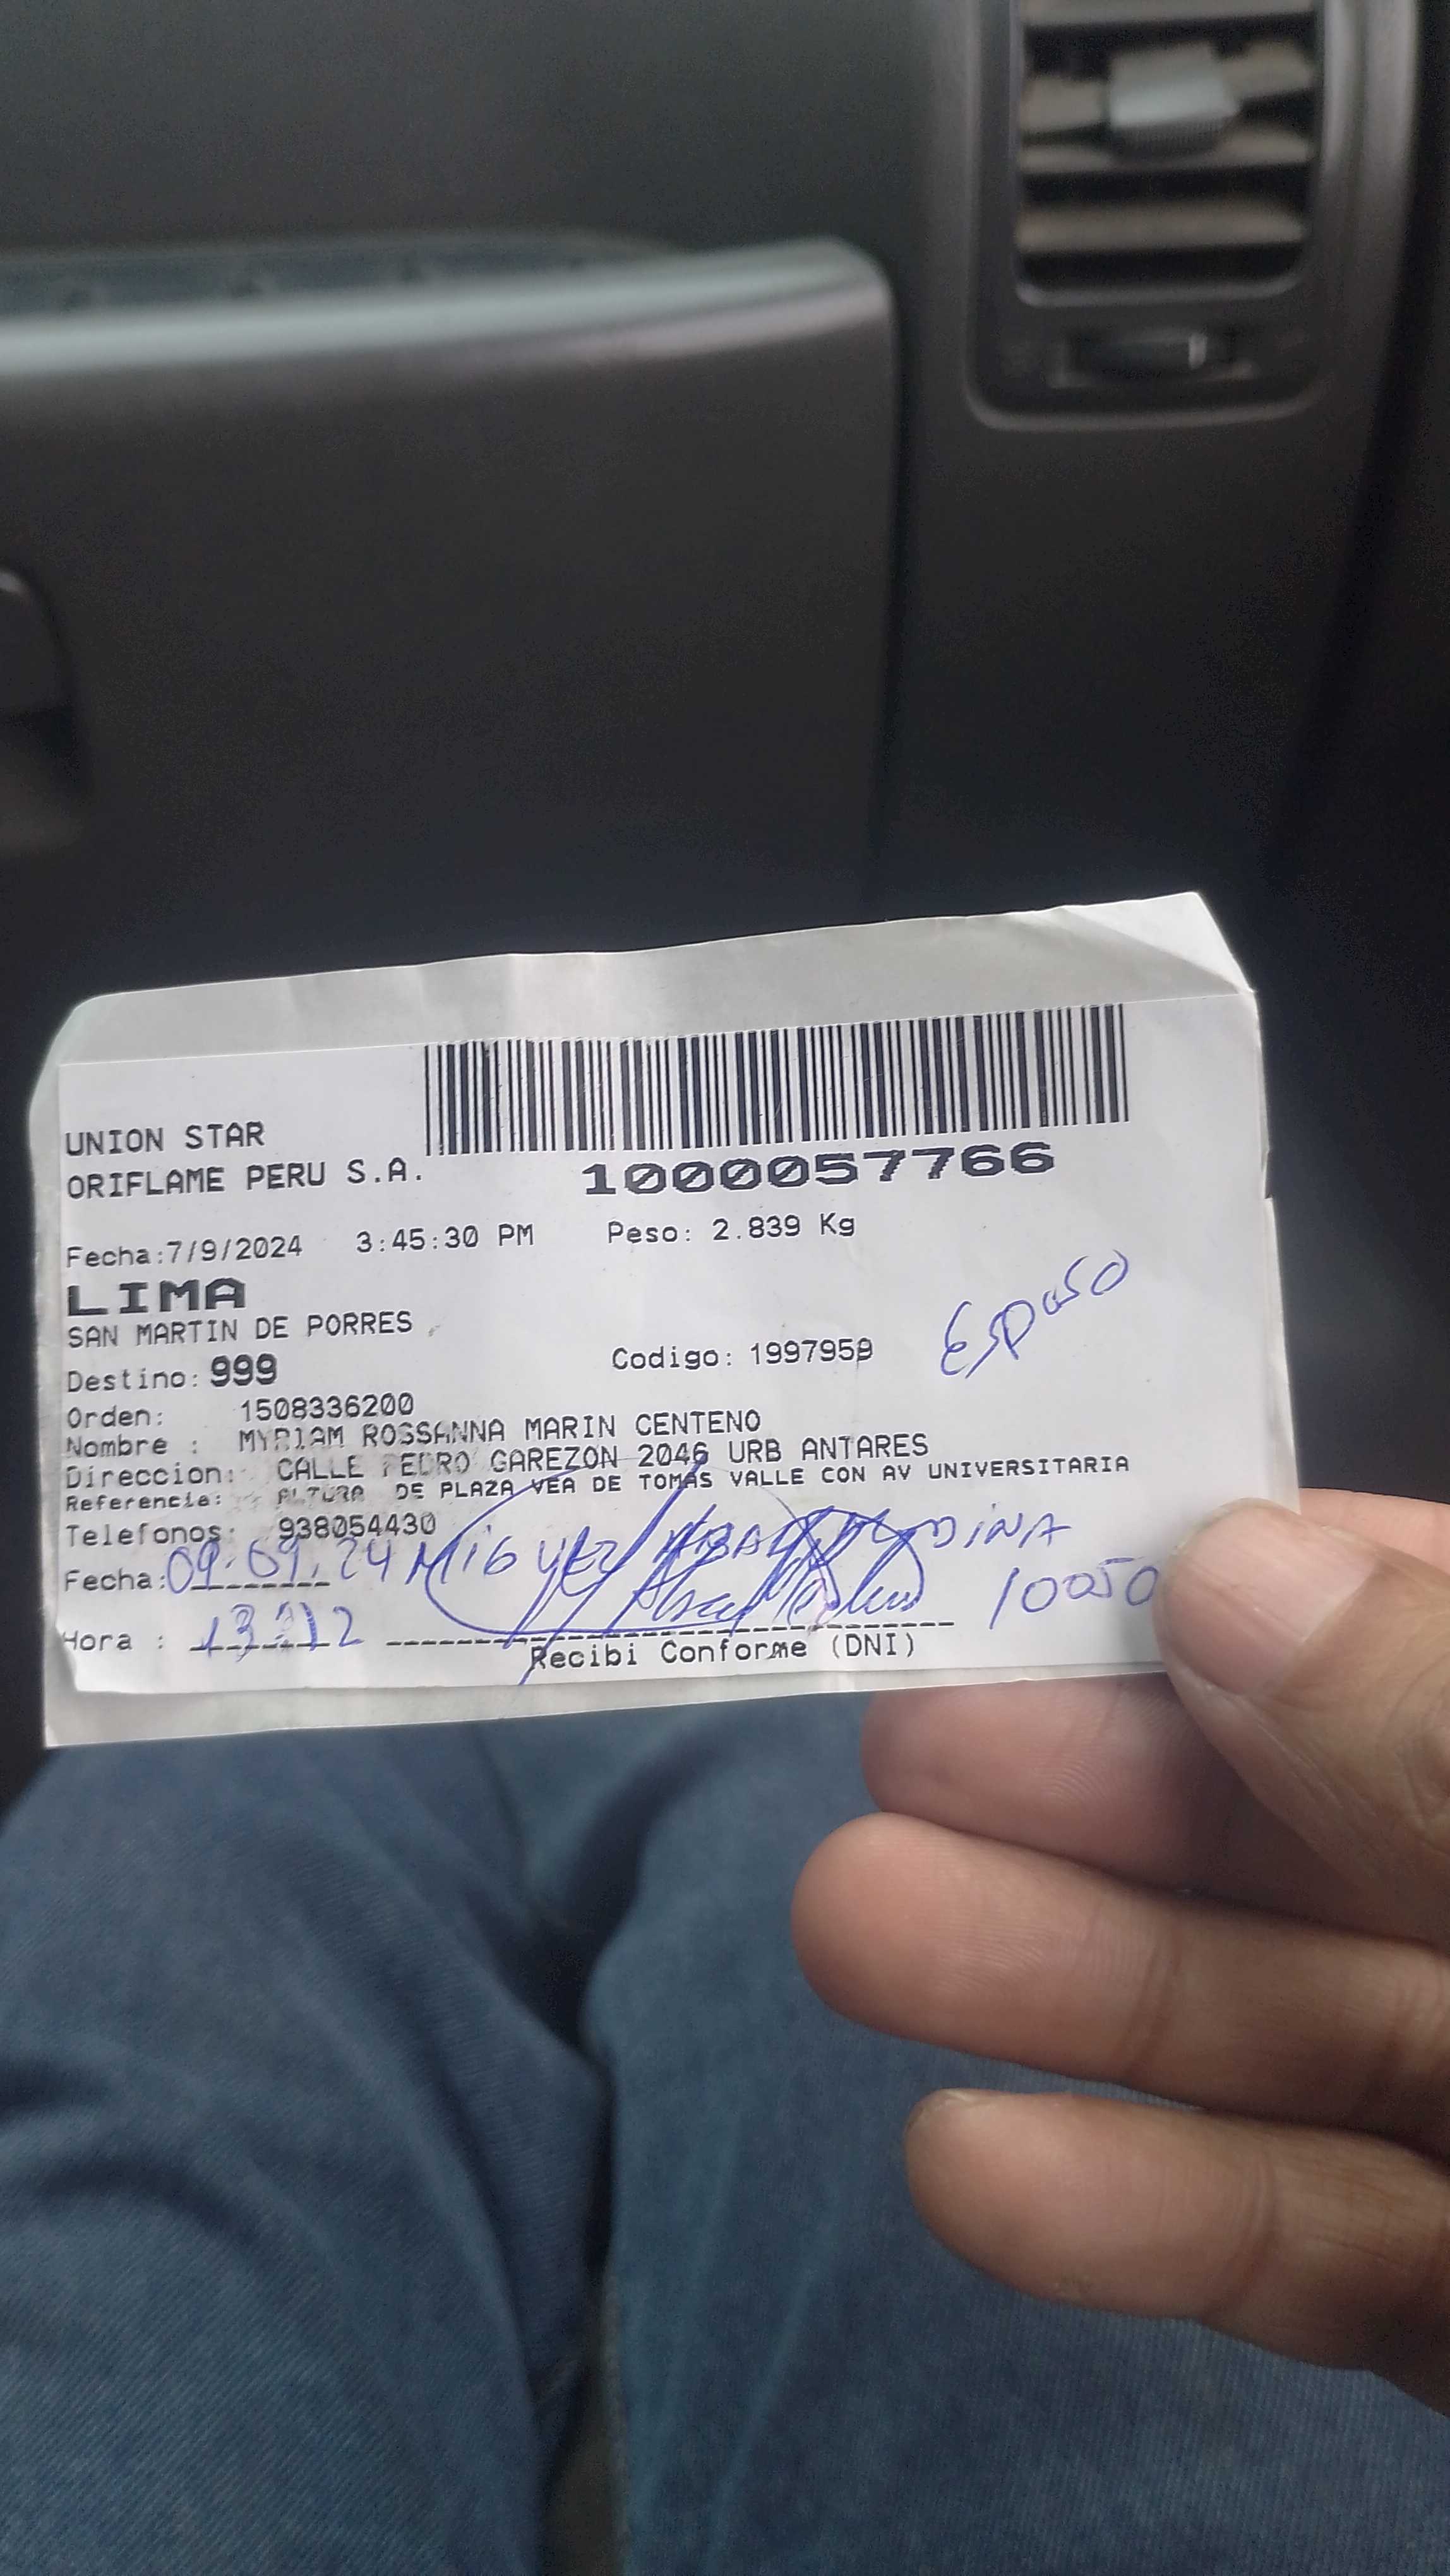 UNION STAR
ORIFLAME PERU S.A.
1000057766
Fecha:7/9/2024 3:45:30 PM Peso: 2.839 Kg
LIMA
SAN MARTIN DE PORRES
Destino: 999 Codigo: 1997959
Esposo
Orden: 1508336200
Nombre : MYRIAM ROSSANNA MARIN CENTENO
Direccion: CALLE PEDRO GAREZON 2046 URB ANTARES
Referencia: ALTURA DE PLAZA VEA DE TOMAS VALLE CON AV UNIVERSITARIA
Telefonos: 938054430
Fecha: 09.09.24 MEDINA
10050
Hora : 13:12
Recibi Conforme (DNI)